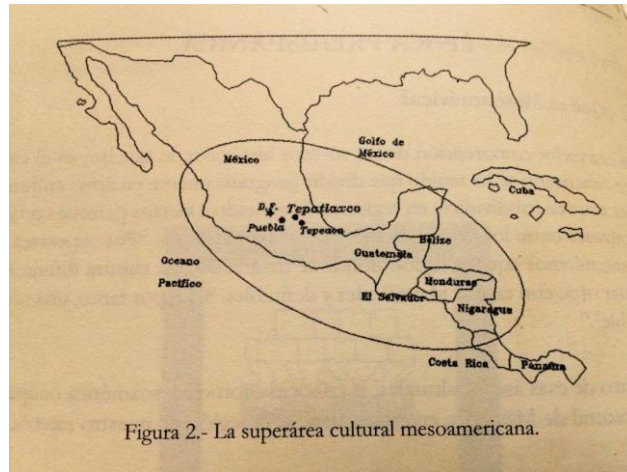 México
Golfo de
México
Cuba
D.F.
Tepatlaxco
Puebla
Tepeaca
Belize
Guatemala
Oceano
Pacífico
Honduras
El Salvador
Nicaragua
Costa Rica
Panama
Figura 2.- La superárea cultural mesoamericana.